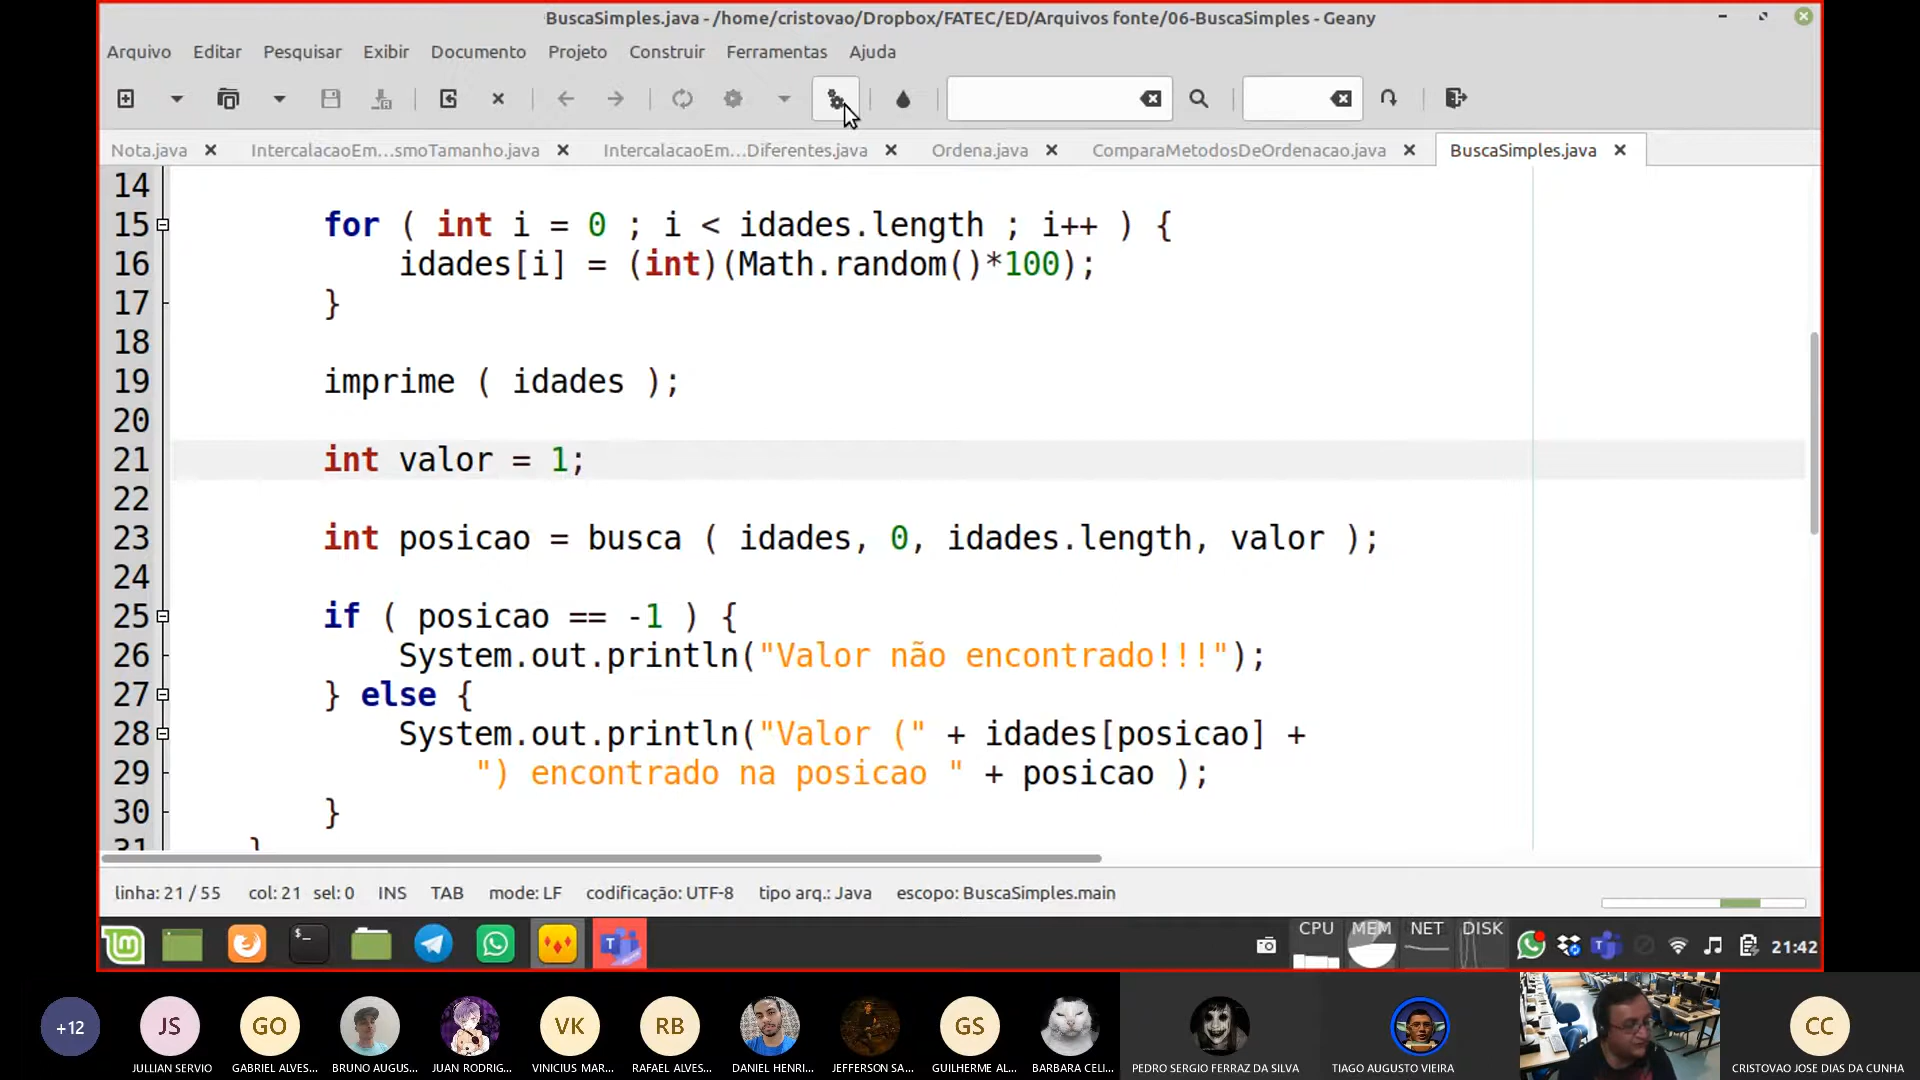 BuscaSimples.java - /home/cristovao/Dropbox/FATEC/ED/Arquivos fonte/06-BuscaSimples - Geany
Arquivo Editar Pesquisar Exibir Documento Projeto Construir Ferramentas Ajuda
Nota.java IntercalacaoEm...smoTamanho.java IntercalacaoEm...Diferentes.java Ordena.java ComparaMetodosDeOrdenacao.java BuscaSimples.java
14
15 for ( int i = 0 ; i < idades.length ; i++ ) {
16 idades[i] = (int)(Math.random()*100);
17 }
18
19 imprime ( idades );
20
21 int valor = 1;
22
23 int posicao = busca ( idades, 0, idades.length, valor );
24
25 if ( posicao == -1 ) {
26 System.out.println("Valor não encontrado!!!");
27 } else {
28 System.out.println("Valor (" + idades[posicao] +
29 ") encontrado na posicao " + posicao );
30 }
31 }
linha: 21 / 55 col: 21 sel: 0 INS TAB mode: LF codificação: UTF-8 tipo arq.: Java escopo: BuscaSimples.main
CPU MEM NET DISK 21:42
+12 JS GO VK RB GS CC
JULLIAN SERVIO GABRIEL ALVES... BRUNO AUGUS... JUAN RODRIG... VINICIUS MAR... RAFAEL ALVES... DANIEL HENRI... JEFFERSON SA... GUILHERME AL... BARBARA CELI... PEDRO SERGIO FERRAZ DA SILVA TIAGO AUGUSTO VIEIRA CRISTOVAO JOSE DIAS DA CUNHA